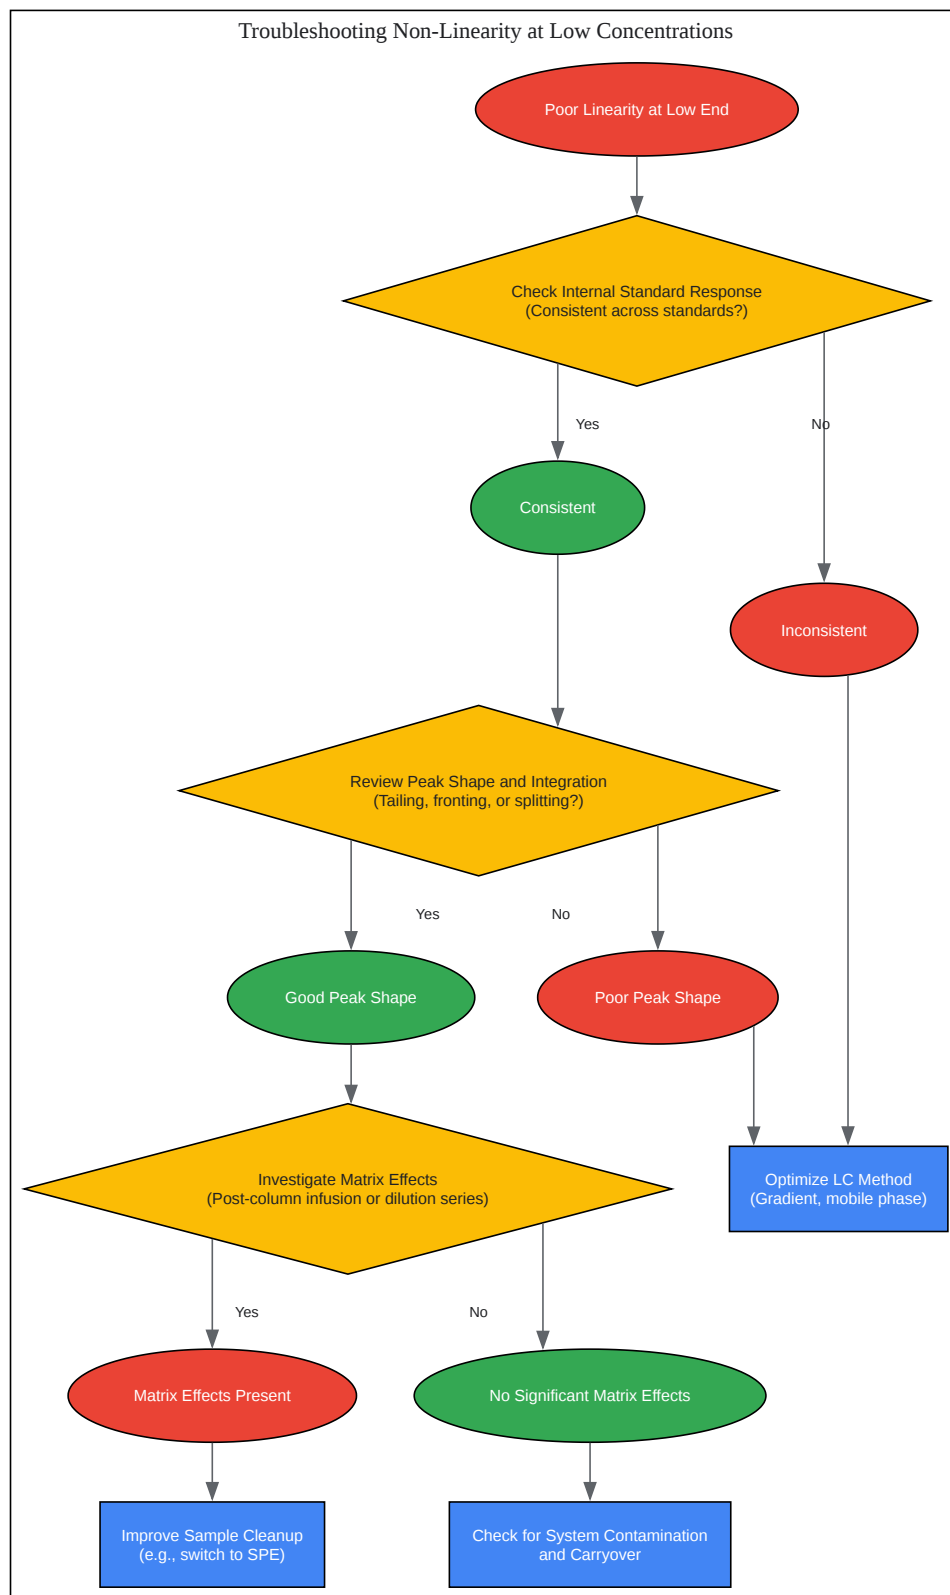 Troubleshooting Non-Linearity at Low Concentrations
Poor Linearity at Low End
Check Internal Standard Response
(Consistent across standards?)
Yes
No
Consistent
Inconsistent
Review Peak Shape and Integration
(Tailing, fronting, or splitting?)
Yes
No
Good Peak Shape
Poor Peak Shape
Investigate Matrix Effects
(Post-column infusion or dilution series)
Optimize LC Method
(Gradient, mobile phase)
Yes
No
Matrix Effects Present
No Significant Matrix Effects
Improve Sample Cleanup
(e.g., switch to SPE)
Check for System Contamination
and Carryover